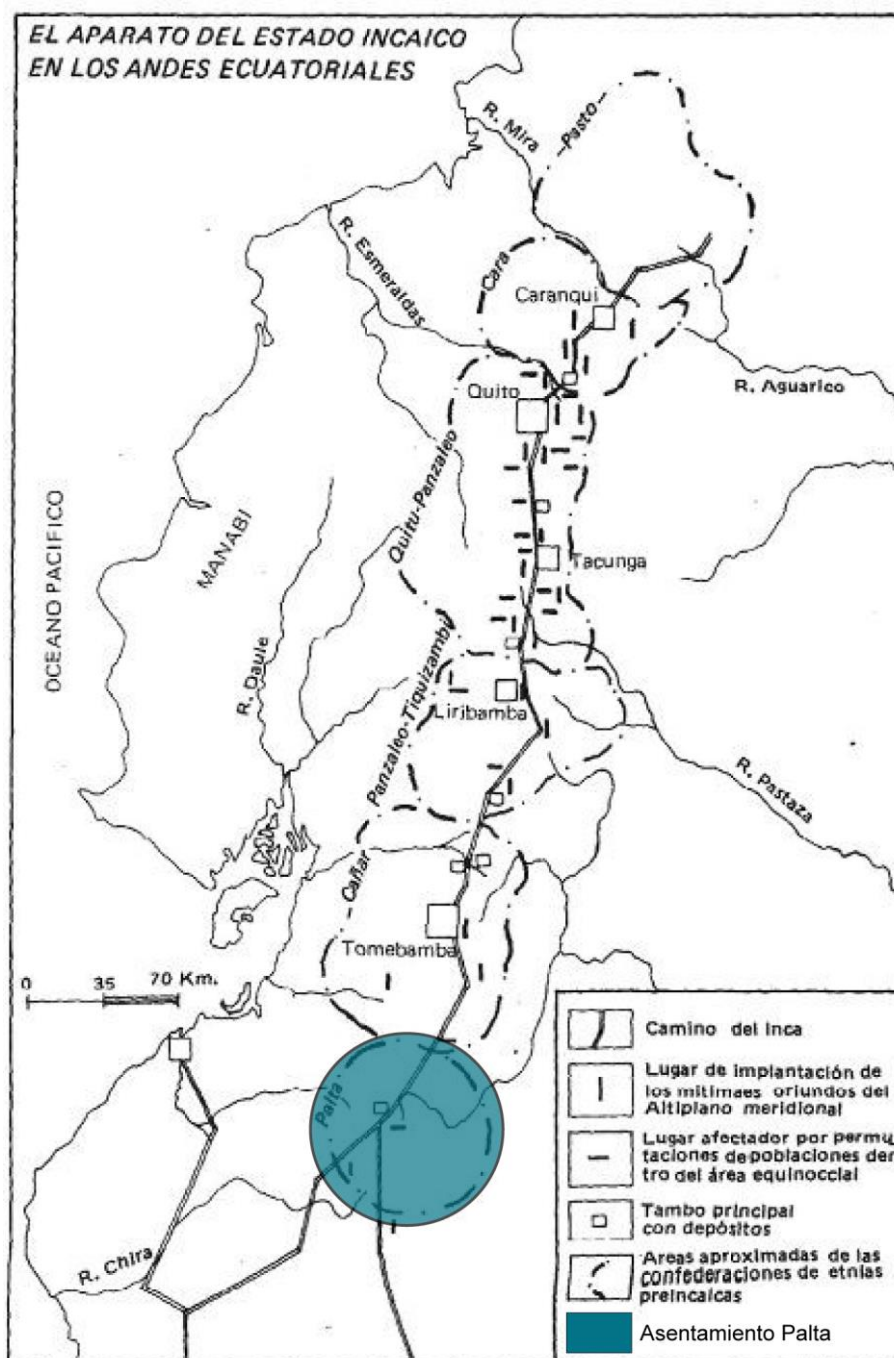 EL APARATO DEL ESTADO INCAICO
EN LOS ANDES ECUATORIALES
R. Mira
Pasto
R. Esmeraldas
Cara
Caranqui
R. Aguarico
Quito
Quitu-Panzaleo
OCEANO PACIFICO
MANABI
Tacunga
R. Daule
Panzaleo-Tiquizambi
Liribamba
R. Pastaza
Cañar
Tomebamba
0 35 70 Km.
Palta
R. Chira
Camino del Inca
Lugar de implantación de
los mitimaes oriundos del
Altiplano meridional
Lugar afectador por permu
taciones de poblaciones den
tro del área equinoccial
Tambo principal
con depósitos
Areas aproximadas de las
confederaciones de etnias
preincaicas
Asentamiento Palta